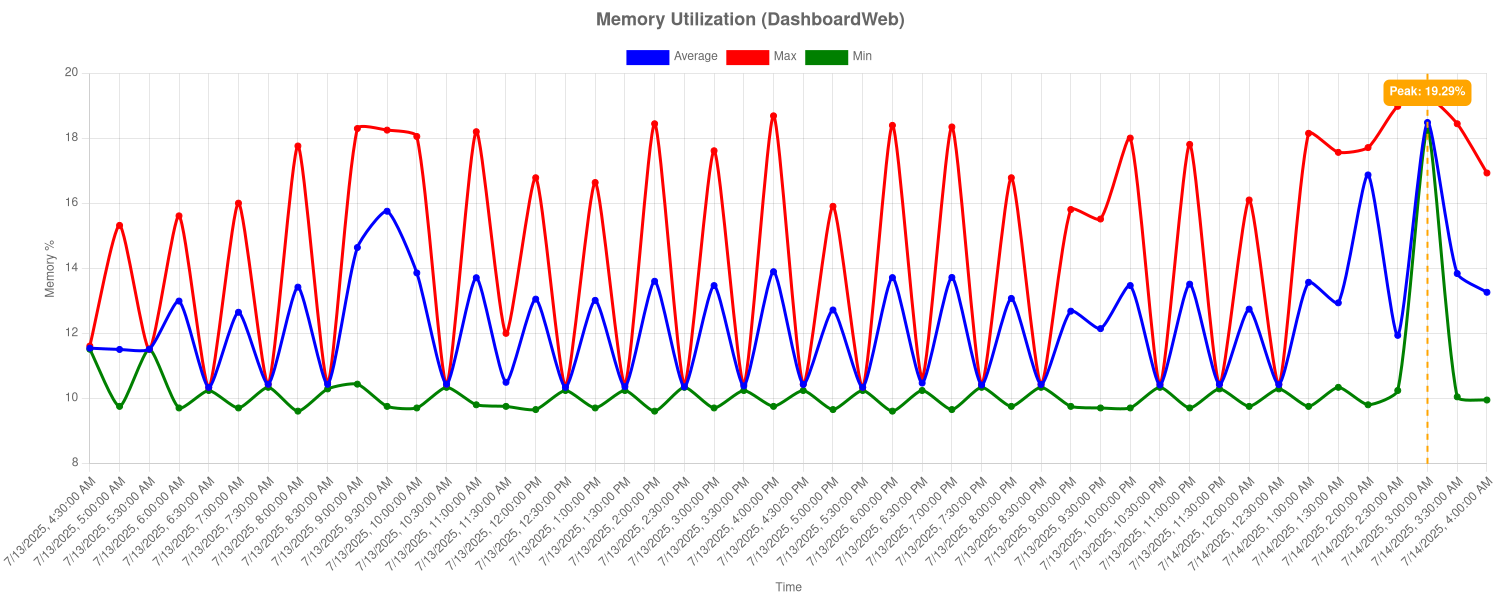 Memory Utilization (DashboardWeb)
Average Max Min
20
Peak: 19.29%
18
16
14
12
10
8
Memory %
7/13/2025, 4:30:00 AM
7/13/2025, 5:00:00 AM
7/13/2025, 5:30:00 AM
7/13/2025, 6:00:00 AM
7/13/2025, 6:30:00 AM
7/13/2025, 7:00:00 AM
7/13/2025, 7:30:00 AM
7/13/2025, 8:00:00 AM
7/13/2025, 8:30:00 AM
7/13/2025, 9:00:00 AM
7/13/2025, 9:30:00 AM
7/13/2025, 10:00:00 AM
7/13/2025, 10:30:00 AM
7/13/2025, 11:00:00 AM
7/13/2025, 11:30:00 AM
7/13/2025, 12:00:00 PM
7/13/2025, 12:30:00 PM
7/13/2025, 1:00:00 PM
7/13/2025, 1:30:00 PM
7/13/2025, 2:00:00 PM
7/13/2025, 2:30:00 PM
7/13/2025, 3:00:00 PM
7/13/2025, 3:30:00 PM
7/13/2025, 4:00:00 PM
7/13/2025, 4:30:00 PM
7/13/2025, 5:00:00 PM
7/13/2025, 5:30:00 PM
7/13/2025, 6:00:00 PM
7/13/2025, 6:30:00 PM
7/13/2025, 7:00:00 PM
7/13/2025, 7:30:00 PM
7/13/2025, 8:00:00 PM
7/13/2025, 8:30:00 PM
7/13/2025, 9:00:00 PM
7/13/2025, 9:30:00 PM
7/13/2025, 10:00:00 PM
7/13/2025, 10:30:00 PM
7/13/2025, 11:00:00 PM
7/13/2025, 11:30:00 PM
7/14/2025, 12:00:00 AM
7/14/2025, 12:30:00 AM
7/14/2025, 1:00:00 AM
7/14/2025, 1:30:00 AM
7/14/2025, 2:00:00 AM
7/14/2025, 2:30:00 AM
7/14/2025, 3:00:00 AM
7/14/2025, 3:30:00 AM
7/14/2025, 4:00:00 AM
Time